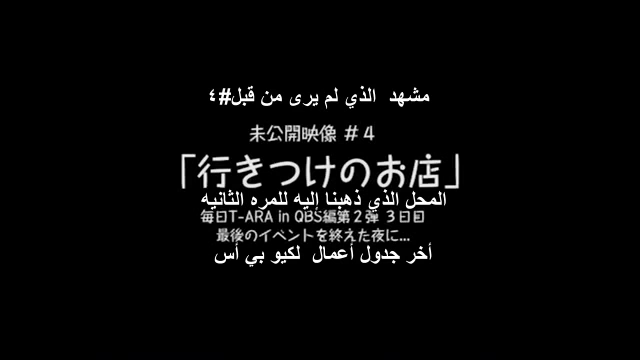 مشهد الذي لم يرى من قبل#٤
未公開映像 #4
「行きつけのお店」
المحل الذي ذهبنا إليه للمره الثانيه
毎日T-ARA in QBS編第2弾 3日目
最後のイベントを終えた夜に…
أخر جدول أعمال لكيو بي أس